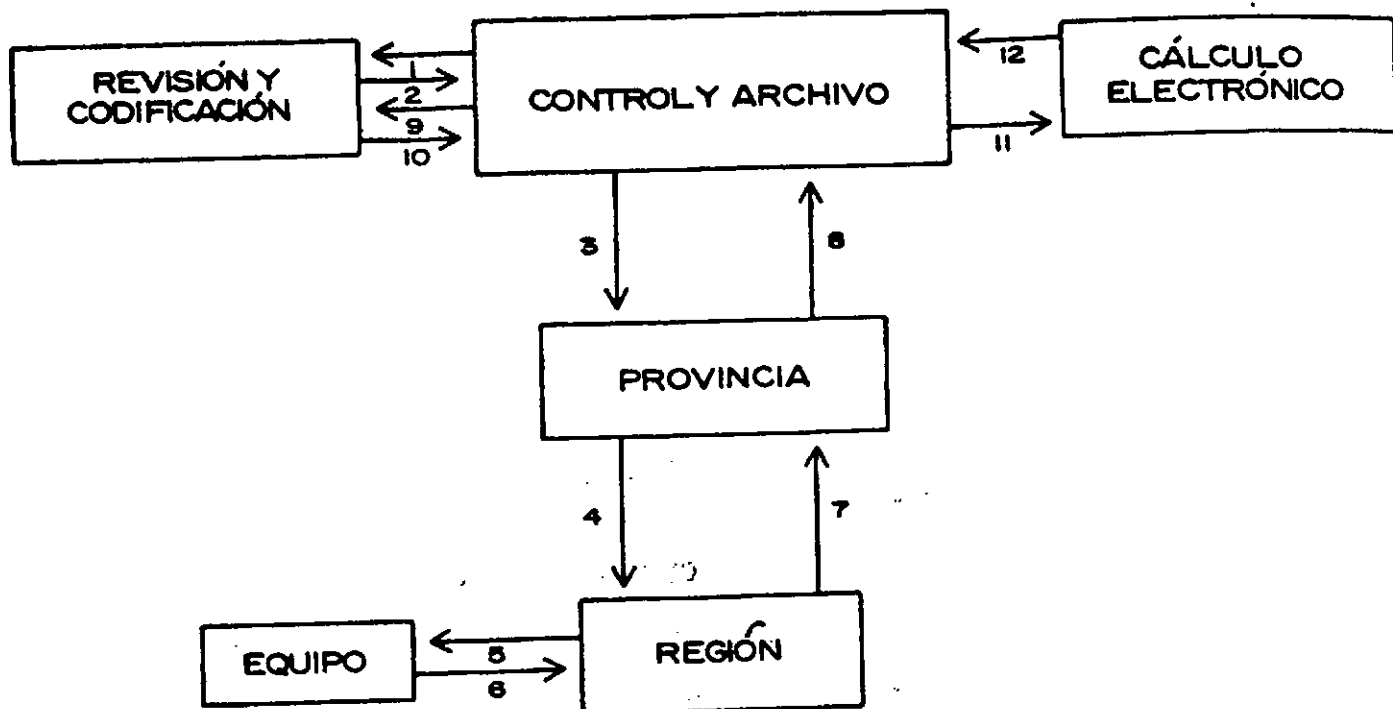 REVISIÓN Y
CODIFICACIÓN
1
2
9
10
CONTROL Y ARCHIVO
12
11
CÁLCULO
ELECTRÓNICO
3
8
PROVINCIA
4
7
EQUIPO
5
6
REGIÓN